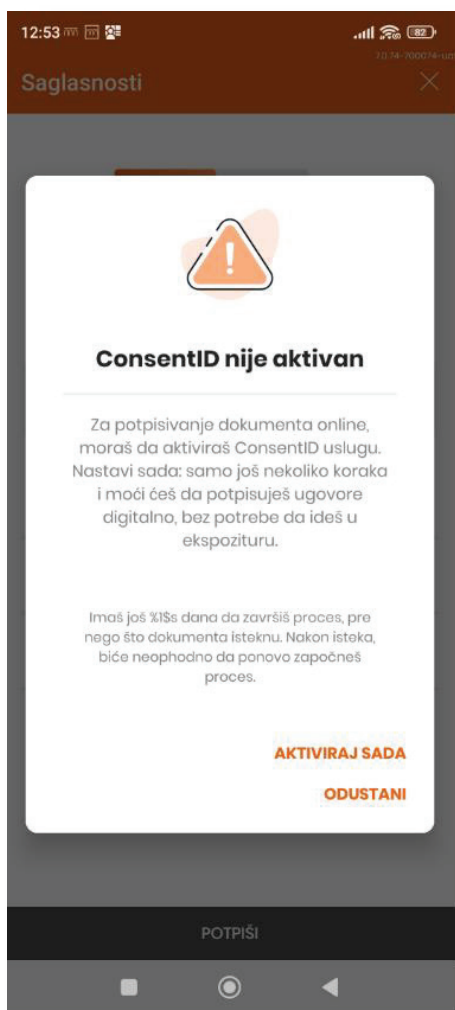 12:53
82
Saglasnosti
ConsentID nije aktivan
Za potpisivanje dokumenta online,
moraš da aktiviraš ConsentID uslugu.
Nastavi sada: samo još nekoliko koraka
i moći ćeš da potpisuješ ugovore
digitalno, bez potrebe da ideš u
ekspozituru.
Imaš još %1$s dana da završiš proces, pre
nego što dokumenta isteknu. Nakon isteka,
biće neophodno da ponovo započneš
proces.
AKTIVIRAJ SADA
ODUSTANI
POTPIŠI